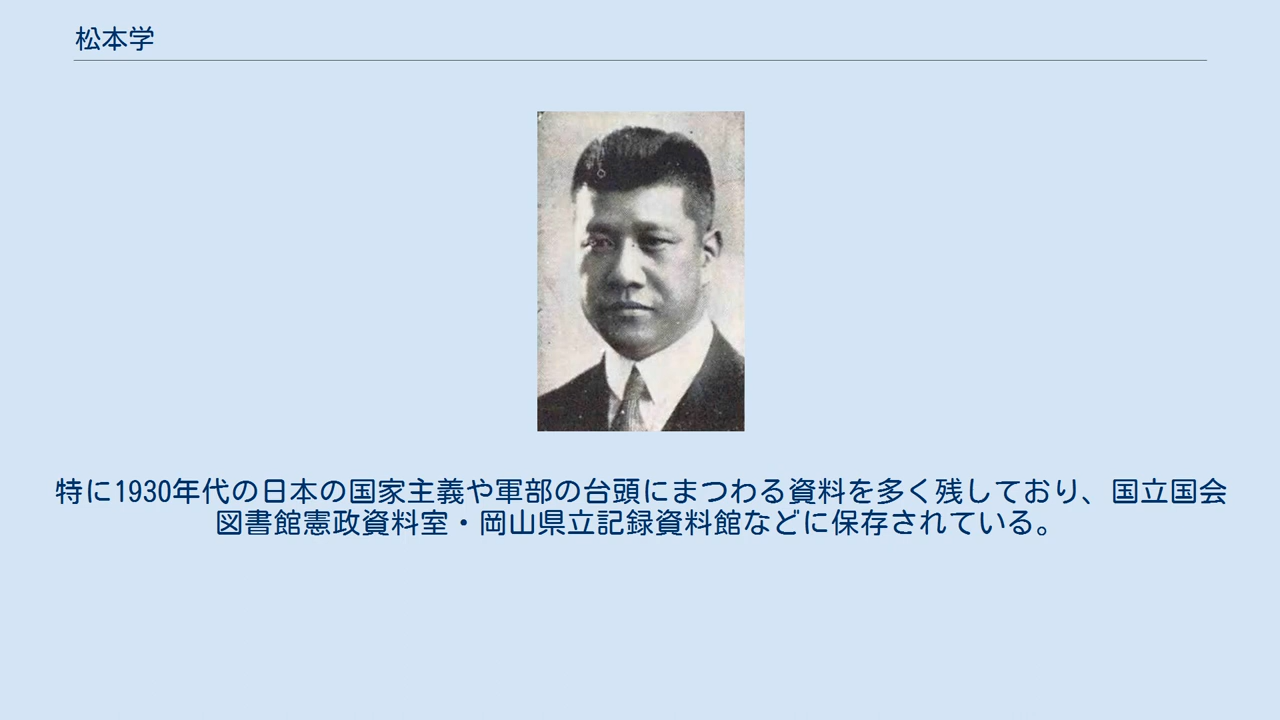 松本学
特に1930年代の日本の国家主義や軍部の台頭にまつわる資料を多く残しており、国立国会
図書館憲政資料室・岡山県立記録資料館などに保存されている。